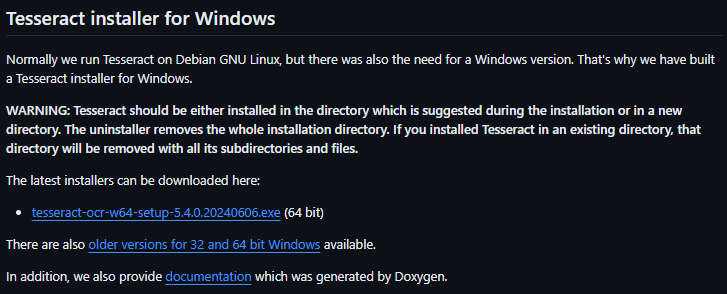 Tesseract installer for Windows
Normally we run Tesseract on Debian GNU Linux, but there was also the need for a Windows version. That's why we have built
a Tesseract installer for Windows.
WARNING: Tesseract should be either installed in the directory which is suggested during the installation or in a new
directory. The uninstaller removes the whole installation directory. If you installed Tesseract in an existing directory, that
directory will be removed with all its subdirectories and files.
The latest installers can be downloaded here:
• tesseract-ocr-w64-setup-5.4.0.20240606.exe (64 bit)
There are also older versions for 32 and 64 bit Windows available.
In addition, we also provide documentation which was generated by Doxygen.